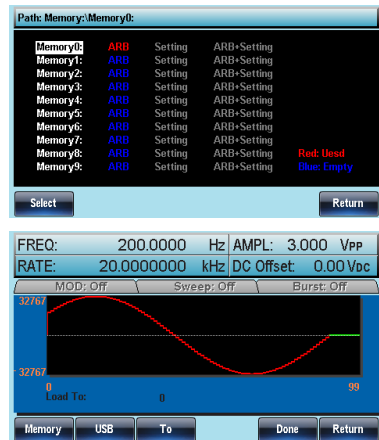 Path: Memory:\Memory0:
Memory0: ARB Setting ARB+Setting
Memory1: ARB Setting ARB+Setting
Memory2: ARB Setting ARB+Setting
Memory3: ARB Setting ARB+Setting
Memory4: ARB Setting ARB+Setting
Memory5: ARB Setting ARB+Setting
Memory6: ARB Setting ARB+Setting
Memory7: ARB Setting ARB+Setting
Memory8: ARB Setting ARB+Setting Red: Uesd
Memory9: ARB Setting ARB+Setting Blue: Empty
Select Return
FREQ: 200.0000 Hz AMPL: 3.000 VPP
RATE: 20.0000000 kHz DC Offset: 0.00 VDC
MOD: Off Sweep: Off Burst: Off
32767
- 32767
0 99
Load To: 0
Memory USB To Done Return